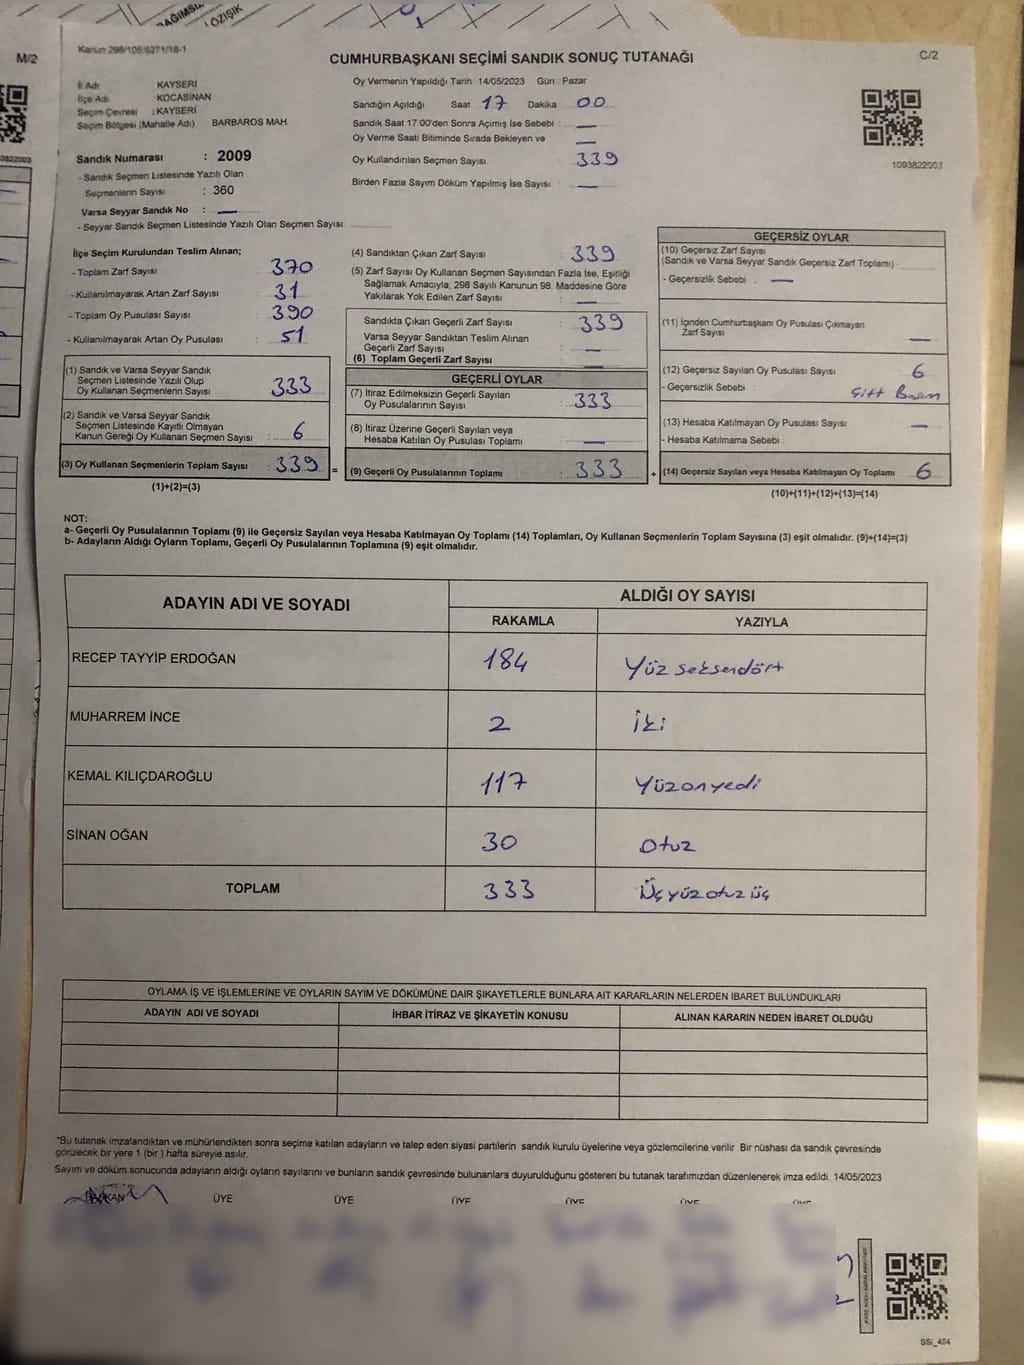 ÖZIŞIK
M/2
Kanun 298/105/6271/18-1
CUMHURBAŞKANI SEÇİMİ SANDIK SONUÇ TUTANAĞI
C/2
İl Adı KAYSERİ
İlçe Adı KOCASİNAN
Seçim Çevresi : KAYSERİ
Seçim Bölgesi (Mahalle Adı) BARBAROS MAH.
Sandık Numarası : 2009
- Sandık Seçmen Listesinde Yazılı Olan
Seçmenlerin Sayısı : 360
Varsa Seyyar Sandık No : —
- Seyyar Sandık Seçmen Listesinde Yazılı Olan Seçmen Sayısı:
Oy Vermenin Yapıldığı Tarih 14/05/2023 Gün : Pazar
Sandığın Açıldığı Saat 17 Dakika : 00
Sandık Saat 17:00'den Sonra Açımış İse Sebebi : —
Oy Verme Saati Bitiminde Sırada Bekleyen ve —
Oy Kullandırılan Seçmen Sayısı 339
Birden Fazla Sayım Döküm Yapılmış İse Sayısı : —
1093822003
İlçe Seçim Kurulundan Teslim Alınan;
- Toplam Zarf Sayısı : 370
- Kullanılmayarak Artan Zarf Sayısı : 31
- Toplam Oy Pusulası Sayısı : 390
- Kullanılmayarak Artan Oy Pusulası : 51
(1) Sandık ve Varsa Seyyar Sandık
Seçmen Listesinde Yazılı Olup
Oy Kullanan Seçmenlerin Sayısı : 333
(2) Sandık ve Varsa Seyyar Sandık
Seçmen Listesinde Kayıtlı Olmayan
Kanun Gereği Oy Kullanan Seçmen Sayısı : 6
(3) Oy Kullanan Seçmenlerin Toplam Sayısı : 339 =
(1)+(2)=(3)
(4) Sandıktan Çıkan Zarf Sayısı : 339
(5) Zarf Sayısı Oy Kullanan Seçmen Sayısından Fazla İse, Eşitliği
Sağlamak Amacıyla; 298 Sayılı Kanunun 98. Maddesine Göre
Yakılarak Yok Edilen Zarf Sayısı : —
Sandıkta Çıkan Geçerli Zarf Sayısı : 339
Varsa Seyyar Sandıktan Teslim Alınan
Geçerli Zarf Sayısı : —
(6) Toplam Geçerli Zarf Sayısı : —
GEÇERLİ OYLAR
(7) İtiraz Edilmeksizin Geçerli Sayılan
Oy Pusulalarının Sayısı : 333
(8) İtiraz Üzerine Geçerli Sayılan veya
Hesaba Katılan Oy Pusulası Toplamı : —
(9) Geçerli Oy Pusulalarının Toplamı : 333 +
GEÇERSİZ OYLAR
(10) Geçersiz Zarf Sayısı
(Sandık ve Varsa Seyyar Sandık Geçersiz Zarf Toplamı) :
- Geçersizlik Sebebi : —
(11) İçinden Cumhurbaşkanı Oy Pusulası Çıkmayan
Zarf Sayısı —
(12) Geçersiz Sayılan Oy Pusulası Sayısı 6
- Geçersizlik Sebebi : Çift Basım
(13) Hesaba Katılmayan Oy Pusulası Sayısı —
- Hesaba Katılmama Sebebi :
(14) Geçersiz Sayılan veya Hesaba Katılmayan Oy Toplamı 6
(10)+(11)+(12)+(13)=(14)
NOT:
a- Geçerli Oy Pusulalarının Toplamı (9) ile Geçersiz Sayılan veya Hesaba Katılmayan Oy Toplamı (14) Toplamları, Oy Kullanan Seçmenlerin Toplam Sayısına (3) eşit olmalıdır. (9)+(14)=(3)
b- Adayların Aldığı Oyların Toplamı, Geçerli Oy Pusulalarının Toplamına (9) eşit olmalıdır.
ADAYIN ADI VE SOYADI
ALDIĞI OY SAYISI
RAKAMLA YAZIYLA
RECEP TAYYİP ERDOĞAN 184 Yüz seksendört
MUHARREM İNCE 2 İki
KEMAL KILIÇDAROĞLU 117 Yüzonyedi
SİNAN OĞAN 30 Otuz
TOPLAM 333 Üçyüzotuzüç
OYLAMA İŞ VE İŞLEMLERİNE VE OYLARIN SAYIM VE DÖKÜMÜNE DAİR ŞİKAYETLERLE BUNLARA AİT KARARLARIN NELERDEN İBARET BULUNDUKLARI
ADAYIN ADI VE SOYADI İHBAR İTİRAZ VE ŞİKAYETİN KONUSU ALINAN KARARIN NEDEN İBARET OLDUĞU
*Bu tutanak imzalandıktan ve mühürlendikten sonra seçime katılan adayların ve talep eden siyasi partilerin sandık kurulu üyelerine veya gözlemcilerine verilir. Bir nüshası da sandık çevresinde
görülecek bir yere 1 (bir) hafta süreyle asılır.
Sayım ve döküm sonucunda adayların aldığı oyların sayılarını ve bunların sandık çevresinde bulunanlara duyurulduğunu gösteren bu tutanak tarafımızdan düzenlenerek imza edildi. 14/05/2023
BAŞKAN ÜYE ÜYE ÜYE ÜYE ÜYE ÜYE
SSİ_404